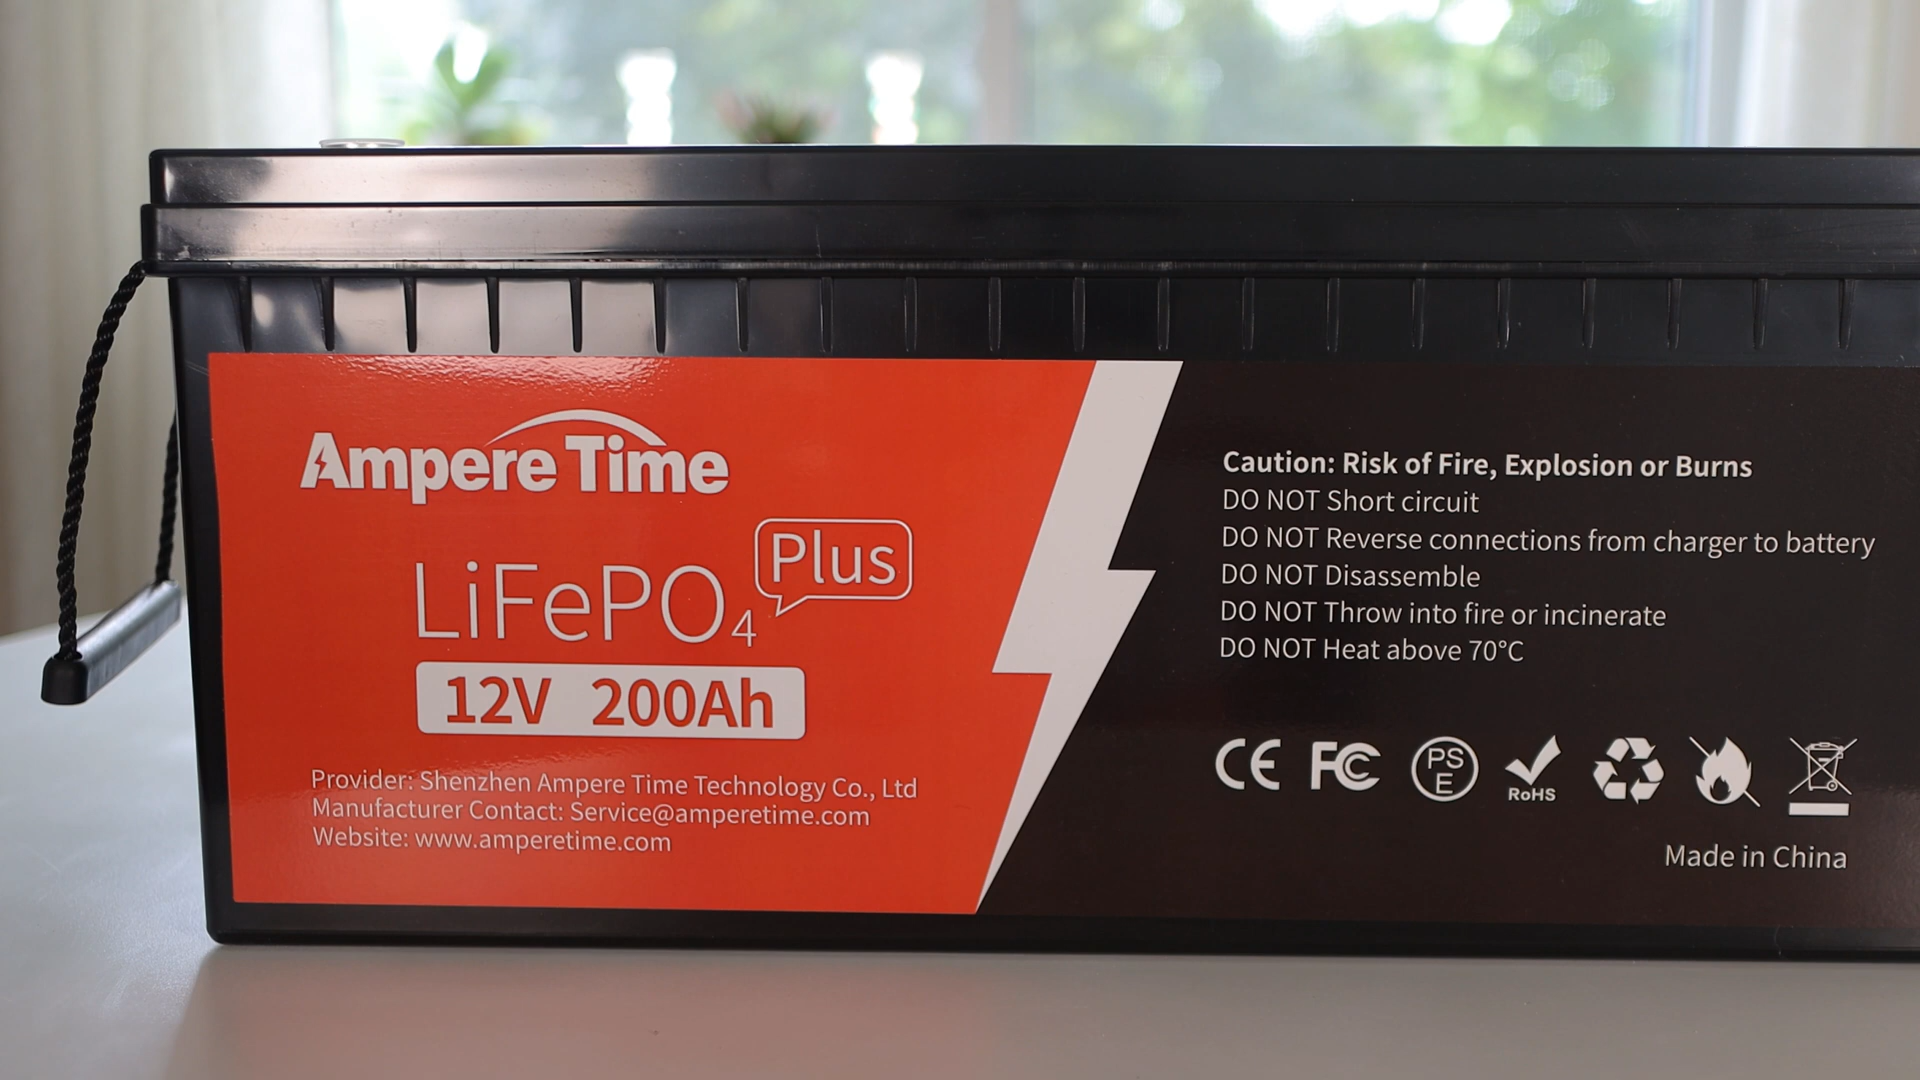 Ampere Time
LiFePO4 Plus
12V 200Ah
Provider: Shenzhen Ampere Time Technology Co., Ltd
Manufacturer Contact: Service@amperetime.com
Website: www.amperetime.com
Caution: Risk of Fire, Explosion or Burns
DO NOT Short circuit
DO NOT Reverse connections from charger to battery
DO NOT Disassemble
DO NOT Throw into fire or incinerate
DO NOT Heat above 70°C
CE FC PSE RoHS
Made in China